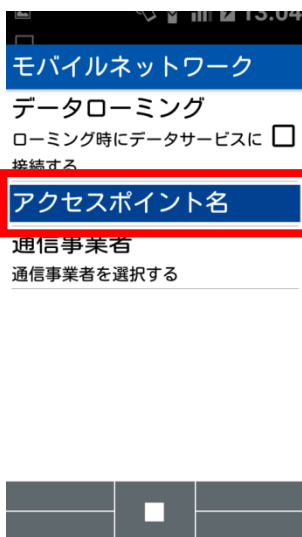 13:04
モバイルネットワーク
データローミング
ローミング時にデータサービスに
接続する
アクセスポイント名
通信事業者
通信事業者を選択する